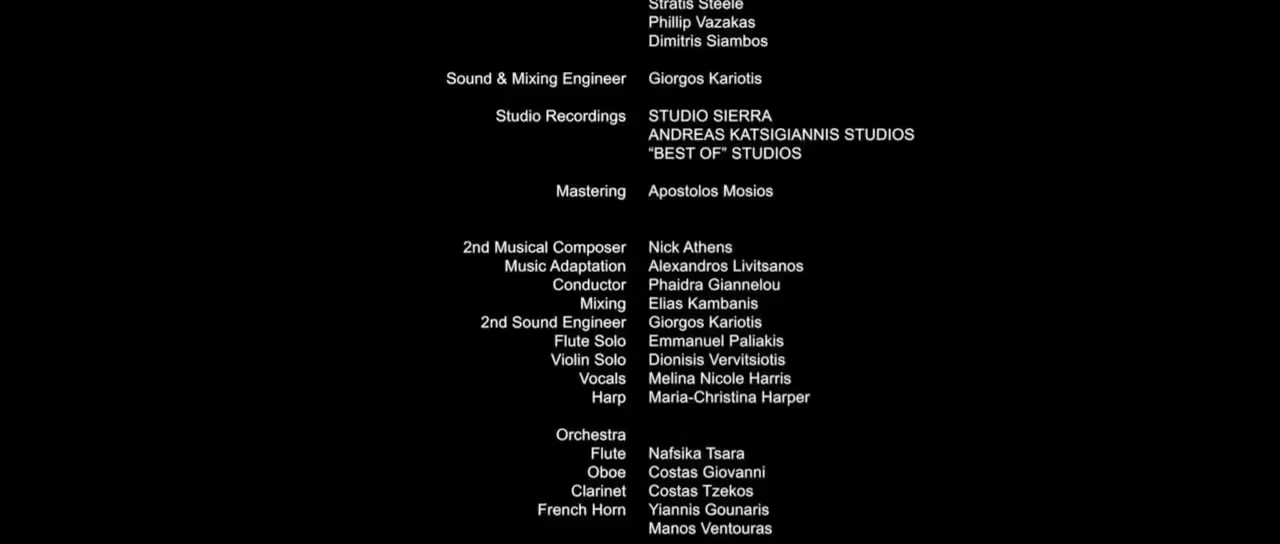 Stratis Steele
Phillip Vazakas
Dimitris Siambos
Sound & Mixing Engineer Giorgos Kariotis
Studio Recordings STUDIO SIERRA
ANDREAS KATSIGIANNIS STUDIOS
“BEST OF” STUDIOS
Mastering Apostolos Mosios
2nd Musical Composer Nick Athens
Music Adaptation Alexandros Livitsanos
Conductor Phaidra Giannelou
Mixing Elias Kambanis
2nd Sound Engineer Giorgos Kariotis
Flute Solo Emmanuel Paliakis
Violin Solo Dionisis Vervitsiotis
Vocals Melina Nicole Harris
Harp Maria-Christina Harper
Orchestra
Flute Nafsika Tsara
Oboe Costas Giovanni
Clarinet Costas Tzekos
French Horn Yiannis Gounaris
Manos Ventouras